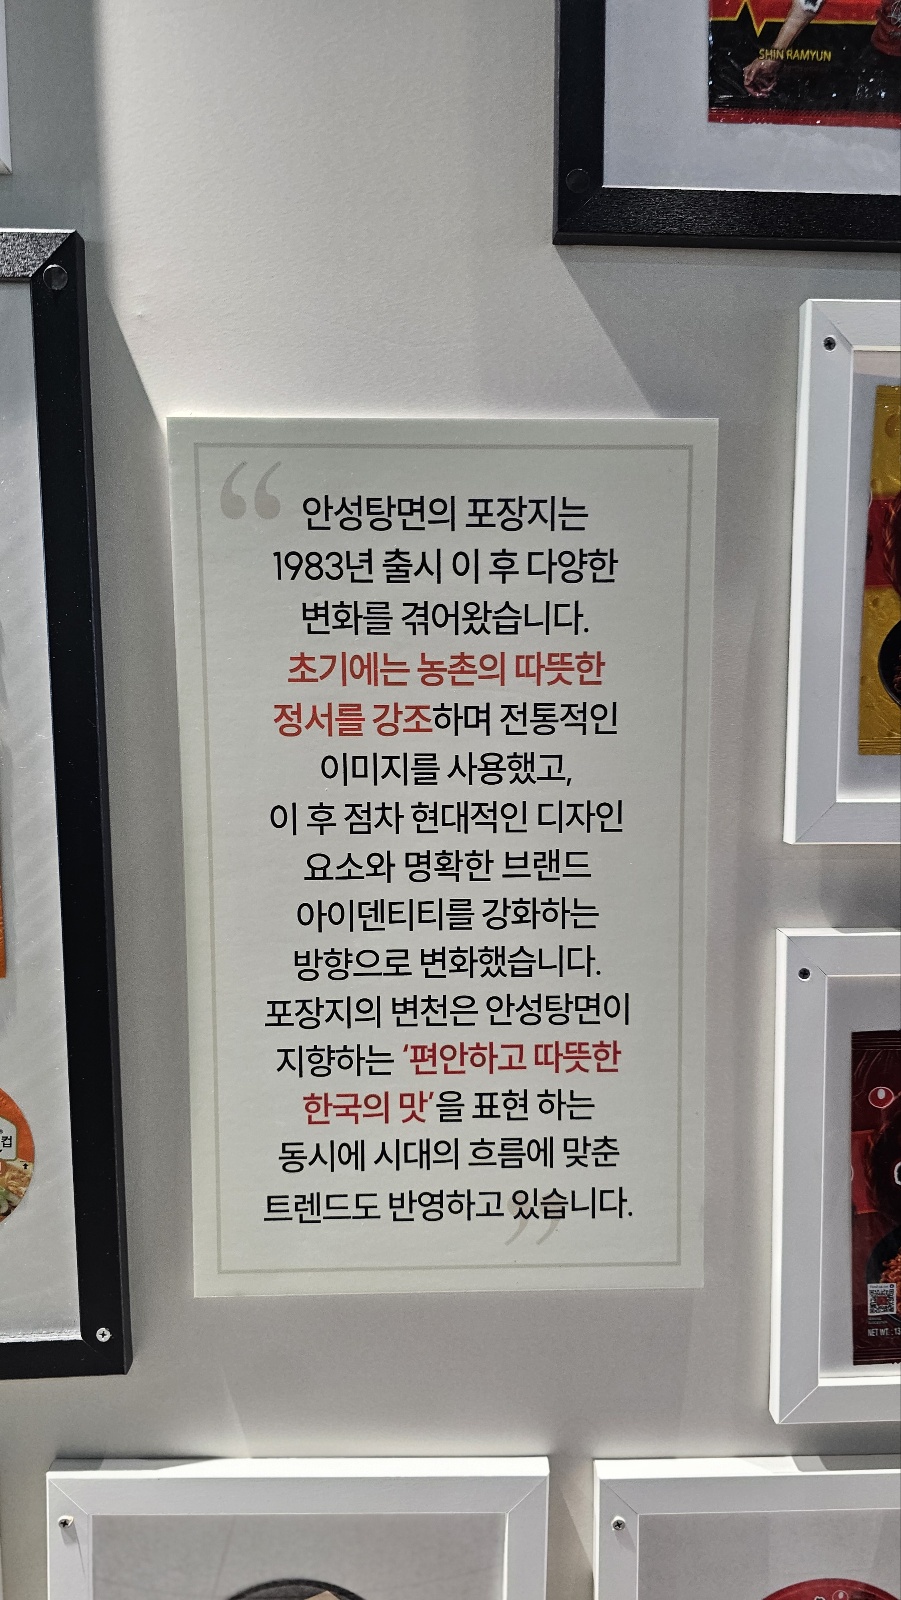 SHIN RAMYUN
“ 안성탕면의 포장지는
1983년 출시 이 후 다양한
변화를 겪어왔습니다.
초기에는 농촌의 따뜻한
정서를 강조하며 전통적인
이미지를 사용했고,
이 후 점차 현대적인 디자인
요소와 명확한 브랜드
아이덴티티를 강화하는
방향으로 변화했습니다.
포장지의 변천은 안성탕면이
지향하는 ‘편안하고 따뜻한
한국의 맛’을 표현 하는
동시에 시대의 흐름에 맞춘
트렌드도 반영하고 있습니다. ”
컵
NET WT.